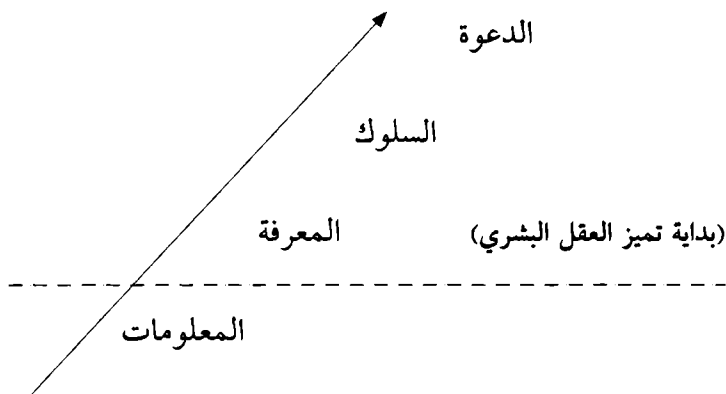 الدعوة
السلوك
المعرفة (بداية تميز العقل البشري)
المعلومات